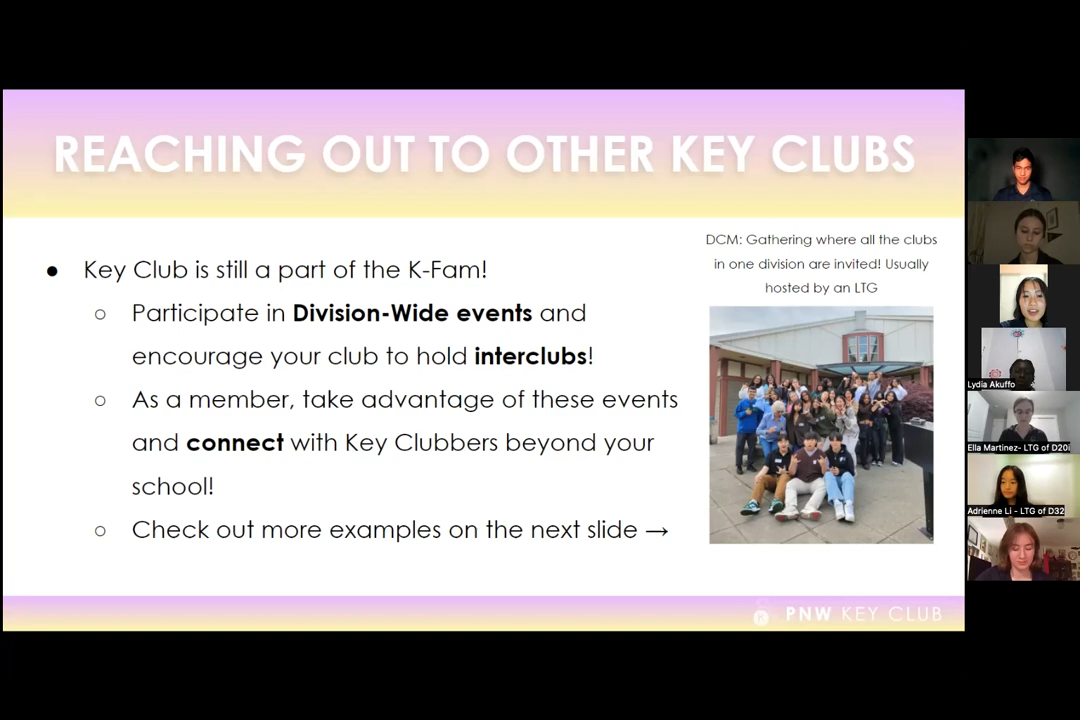 REACHING OUT TO OTHER KEY CLUBS
● Key Club is still a part of the K-Fam!
○ Participate in Division-Wide events and
encourage your club to hold interclubs!
○ As a member, take advantage of these events
and connect with Key Clubbers beyond your
school!
○ Check out more examples on the next slide →
DCM: Gathering where all the clubs
in one division are invited! Usually
hosted by an LTG
PNW KEY CLUB
Lydia Akuffo
Ella Martinez- LTG of D20i
Adrienne Li - LTG of D32